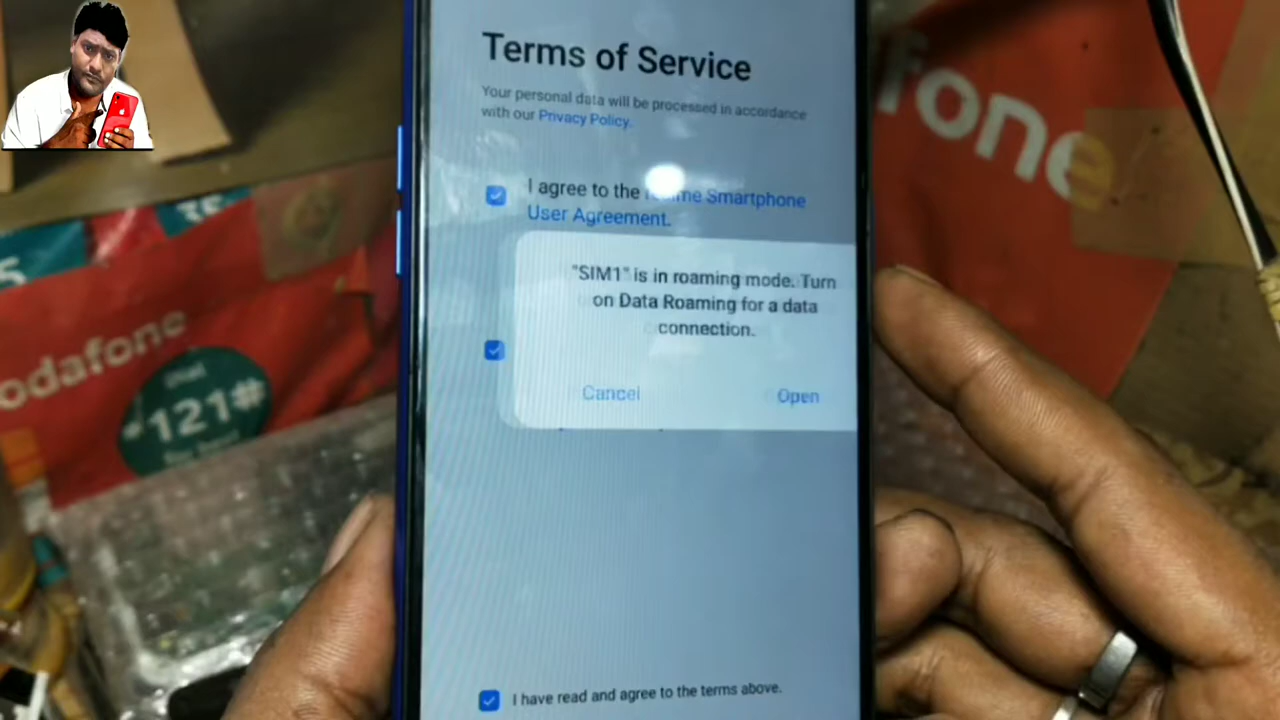 Terms of Service
Your personal data will be processed in accordance
with our Privacy Policy.
I agree to the realme Smartphone
User Agreement.
"SIM1" is in roaming mode. Turn
on Data Roaming for a data
connection.
Cancel
Open
I have read and agree to the terms above.
fone
odafone
121#